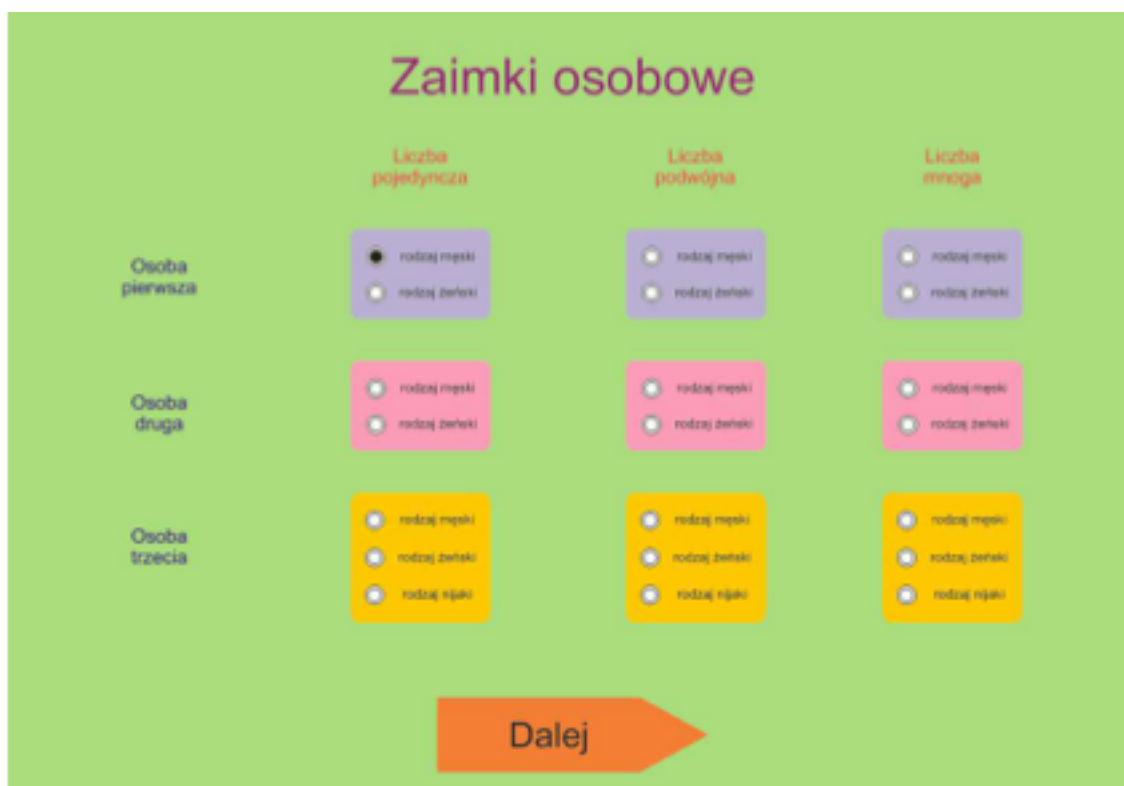 Zaimki osobowe
Liczba
pojedyncza
Liczba
podwójna
Liczba
mnoga
Osoba
pierwsza
rodzaj męski
rodzaj żeński
rodzaj męski
rodzaj żeński
rodzaj męski
rodzaj żeński
Osoba
druga
rodzaj męski
rodzaj żeński
rodzaj męski
rodzaj żeński
rodzaj męski
rodzaj żeński
Osoba
trzecia
rodzaj męski
rodzaj żeński
rodzaj nijaki
rodzaj męski
rodzaj żeński
rodzaj nijaki
rodzaj męski
rodzaj żeński
rodzaj nijaki
Dalej